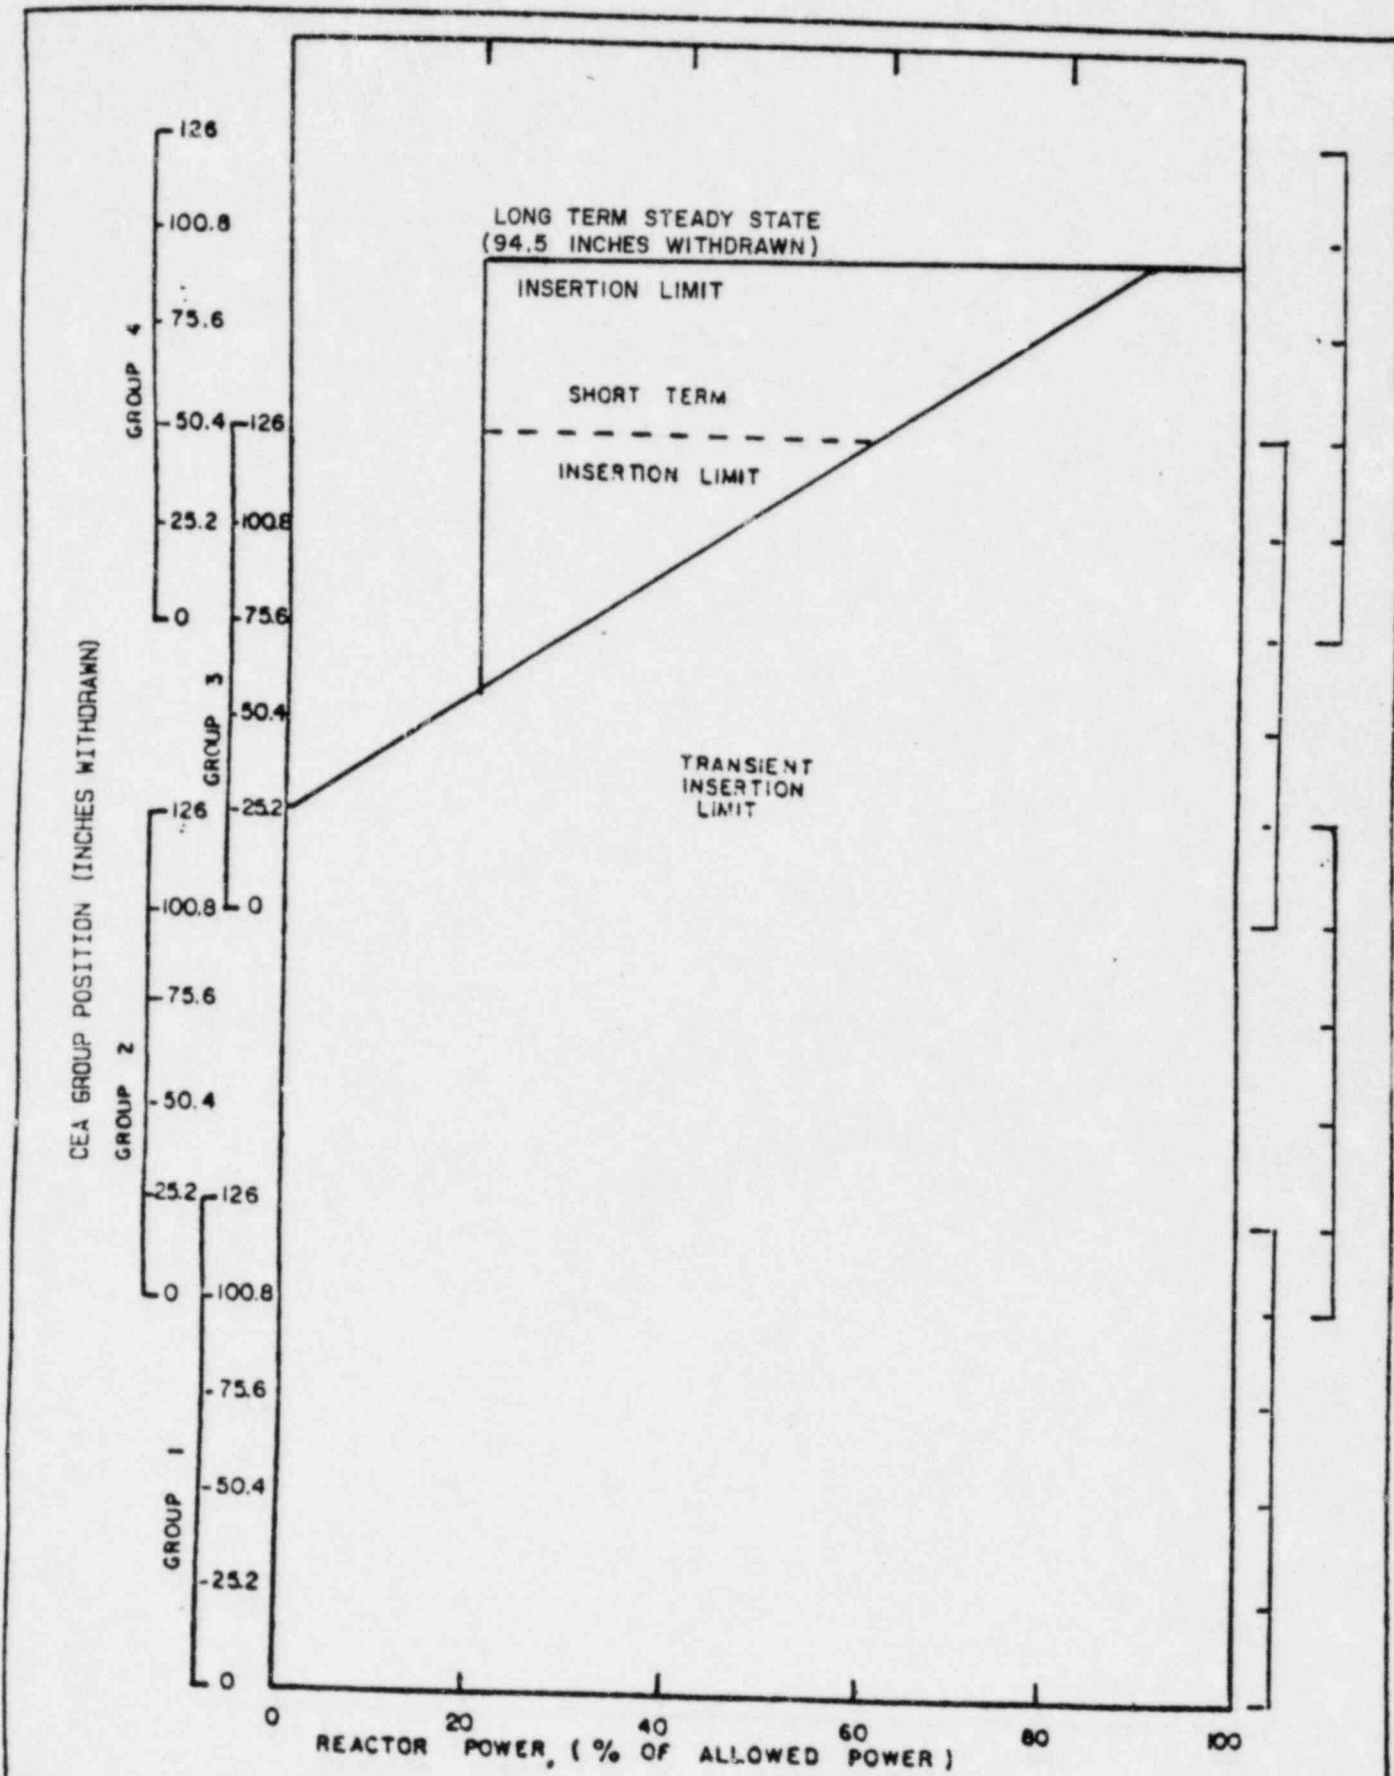 126
100.8
75.6
50.4
25.2
0
GROUP 4
126
100.8
75.6
50.4
25.2
0
GROUP 3
126
100.8
75.6
50.4
25.2
0
GROUP 2
126
100.8
75.6
50.4
25.2
0
GROUP 1
CEA GROUP POSITION (INCHES WITHDRAWN)
LONG TERM STEADY STATE
(94.5 INCHES WITHDRAWN)
INSERTION LIMIT
SHORT TERM
INSERTION LIMIT
TRANSIENT
INSERTION
LIMIT
0 20 40 60 80 100
REACTOR POWER, (% OF ALLOWED POWER)